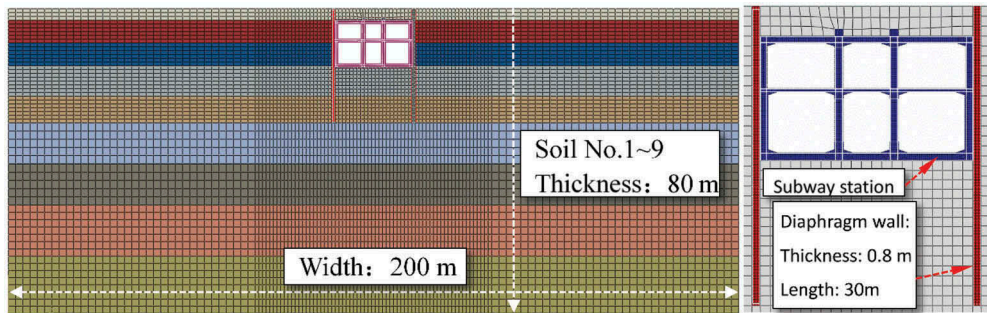 Soil No.1~9
Thickness：80 m
Width：200 m
Subway station
Diaphragm wall:
Thickness: 0.8 m
Length: 30m